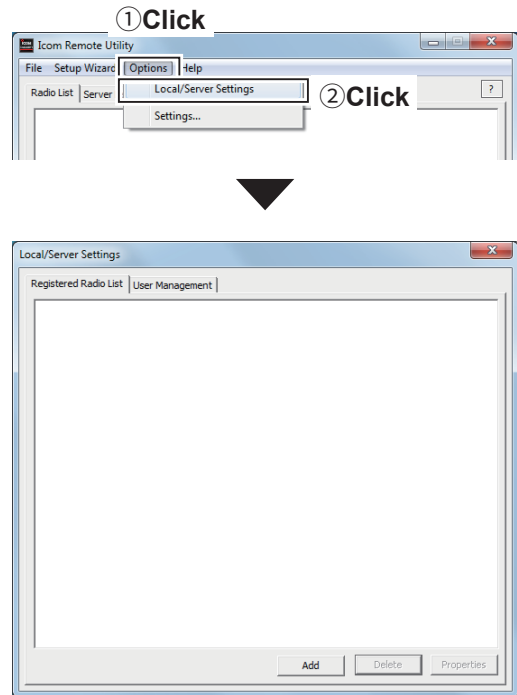 ①Click
Icom Remote Utility
File Setup Wizard Options Help
Radio List Server Local/Server Settings ②Click ?
Settings...
Local/Server Settings
Registered Radio List User Management
Add Delete Properties